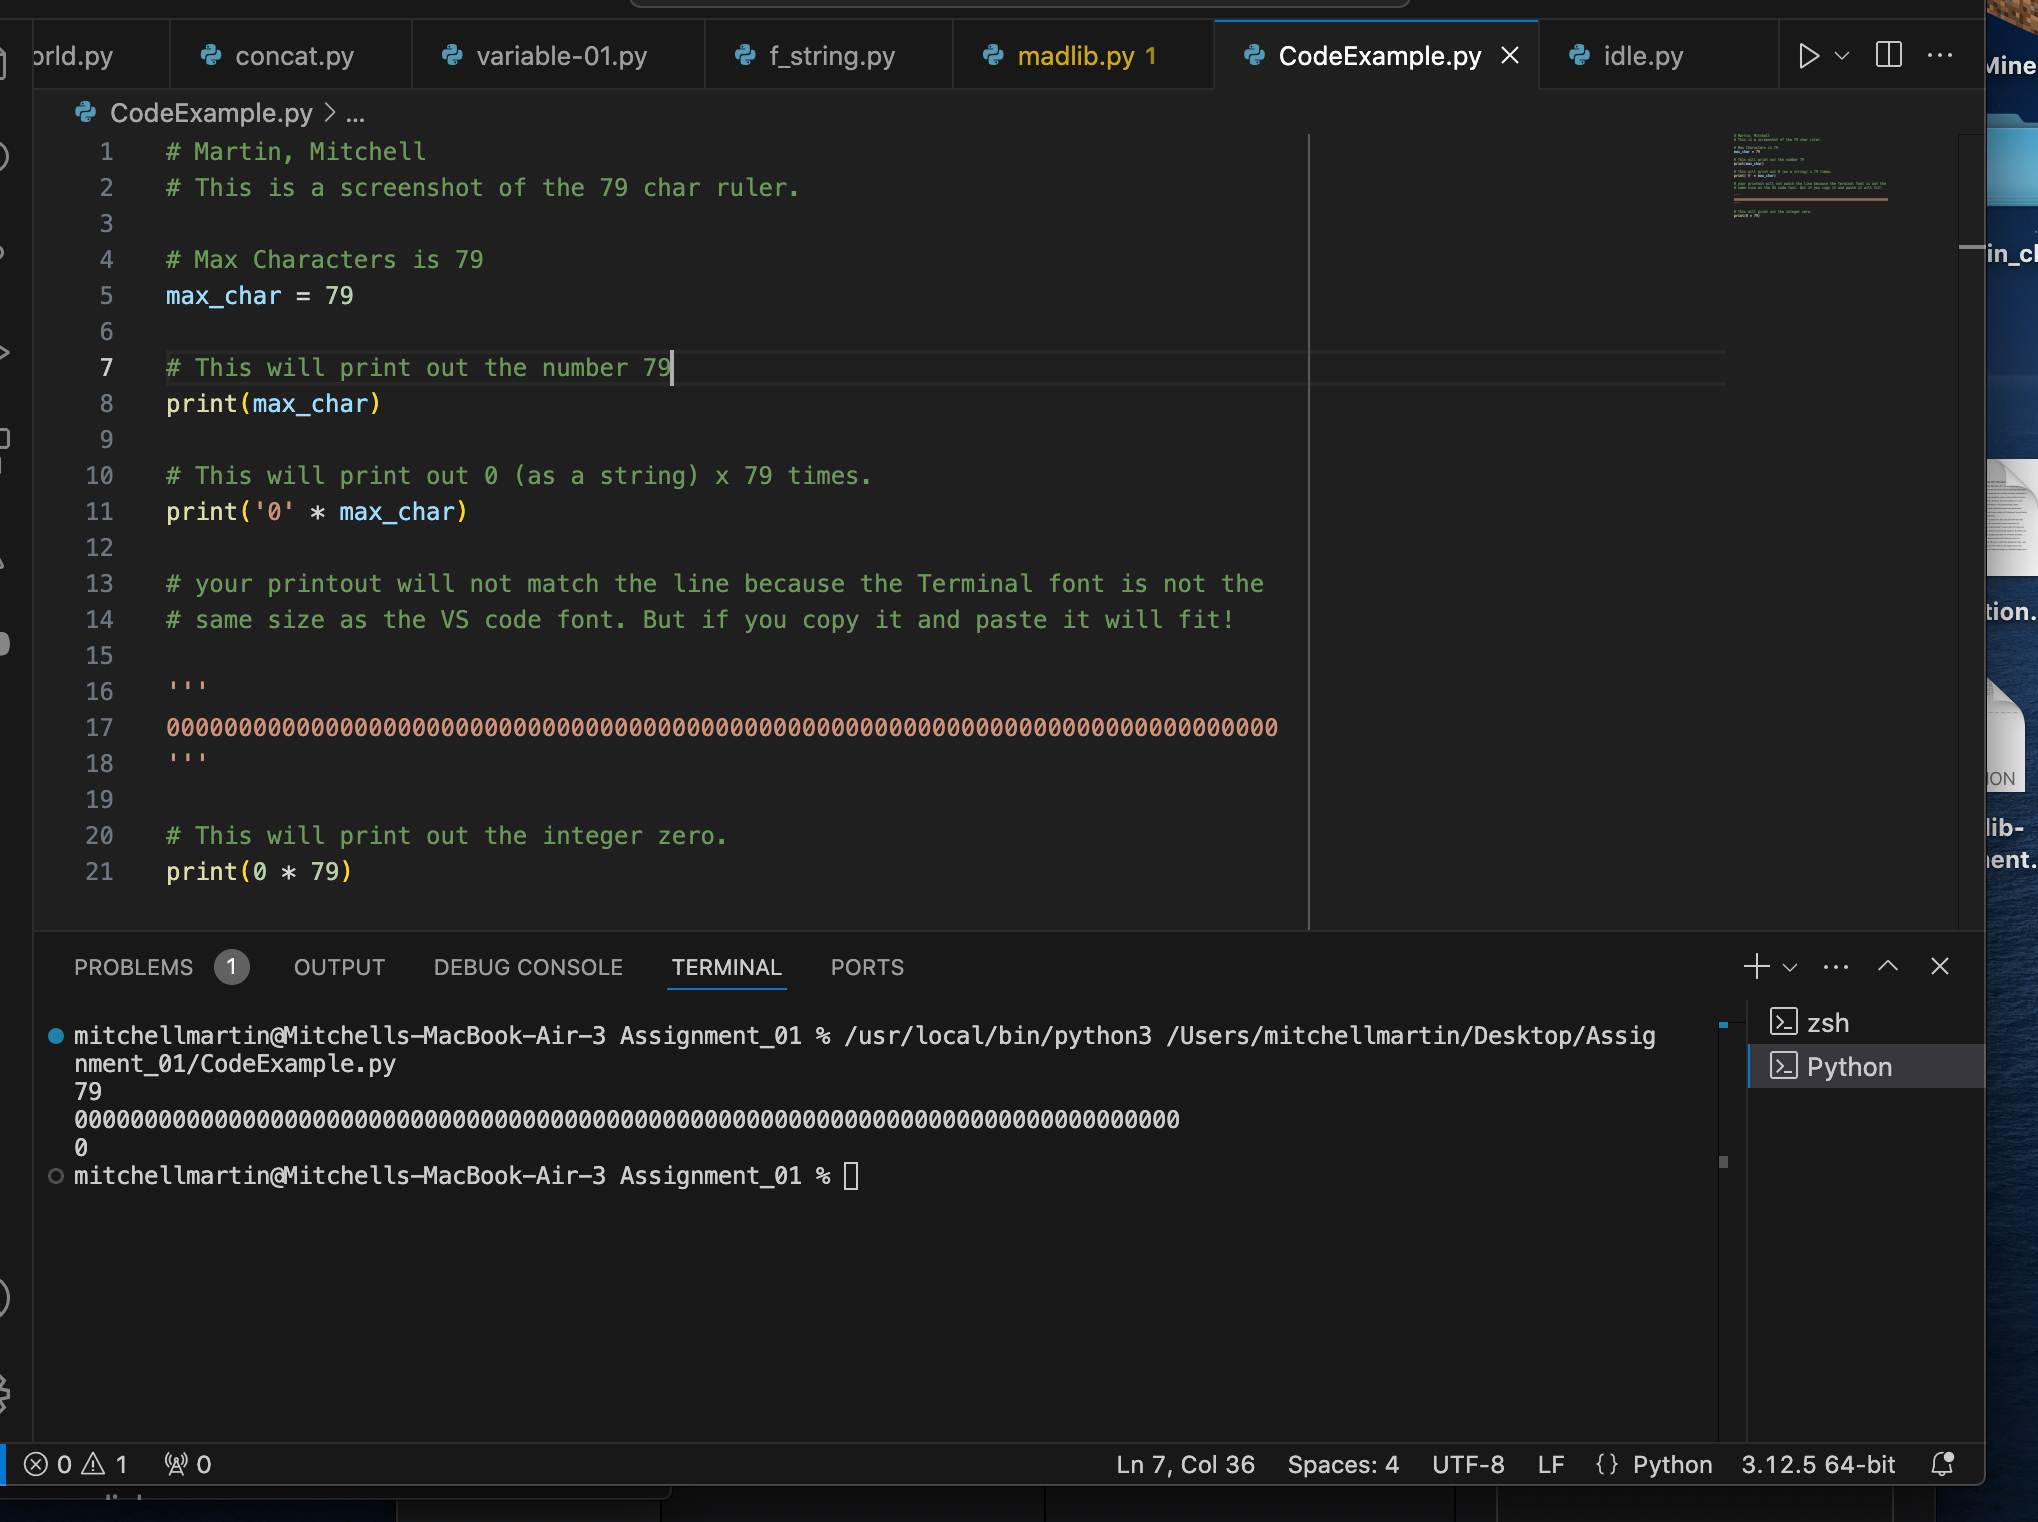 orld.py
concat.py
variable-01.py
f_string.py
madlib.py 1
CodeExample.py
idle.py
CodeExample.py > ...
1 # Martin, Mitchell
2 # This is a screenshot of the 79 char ruler.
3
4 # Max Characters is 79
5 max_char = 79
6
7 # This will print out the number 79
8 print(max_char)
9
10 # This will print out 0 (as a string) x 79 times.
11 print('0' * max_char)
12
13 # your printout will not match the line because the Terminal font is not the
14 # same size as the VS code font. But if you copy it and paste it will fit!
15
16 '''
17 00000000000000000000000000000000000000000000000000000000000000000000000000000
18 '''
19
20 # This will print out the integer zero.
21 print(0 * 79)
PROBLEMS 1 OUTPUT DEBUG CONSOLE TERMINAL PORTS
mitchellmartin@Mitchells-MacBook-Air-3 Assignment_01 % /usr/local/bin/python3 /Users/mitchellmartin/Desktop/Assig
nment_01/CodeExample.py
79
0000000000000000000000000000000000000000000000000000000000000000000000000000000
0
mitchellmartin@Mitchells-MacBook-Air-3 Assignment_01 %
zsh
Python
0 1 0
Ln 7, Col 36 Spaces: 4 UTF-8 LF {} Python 3.12.5 64-bit
Mine
tion.
ION
lib-